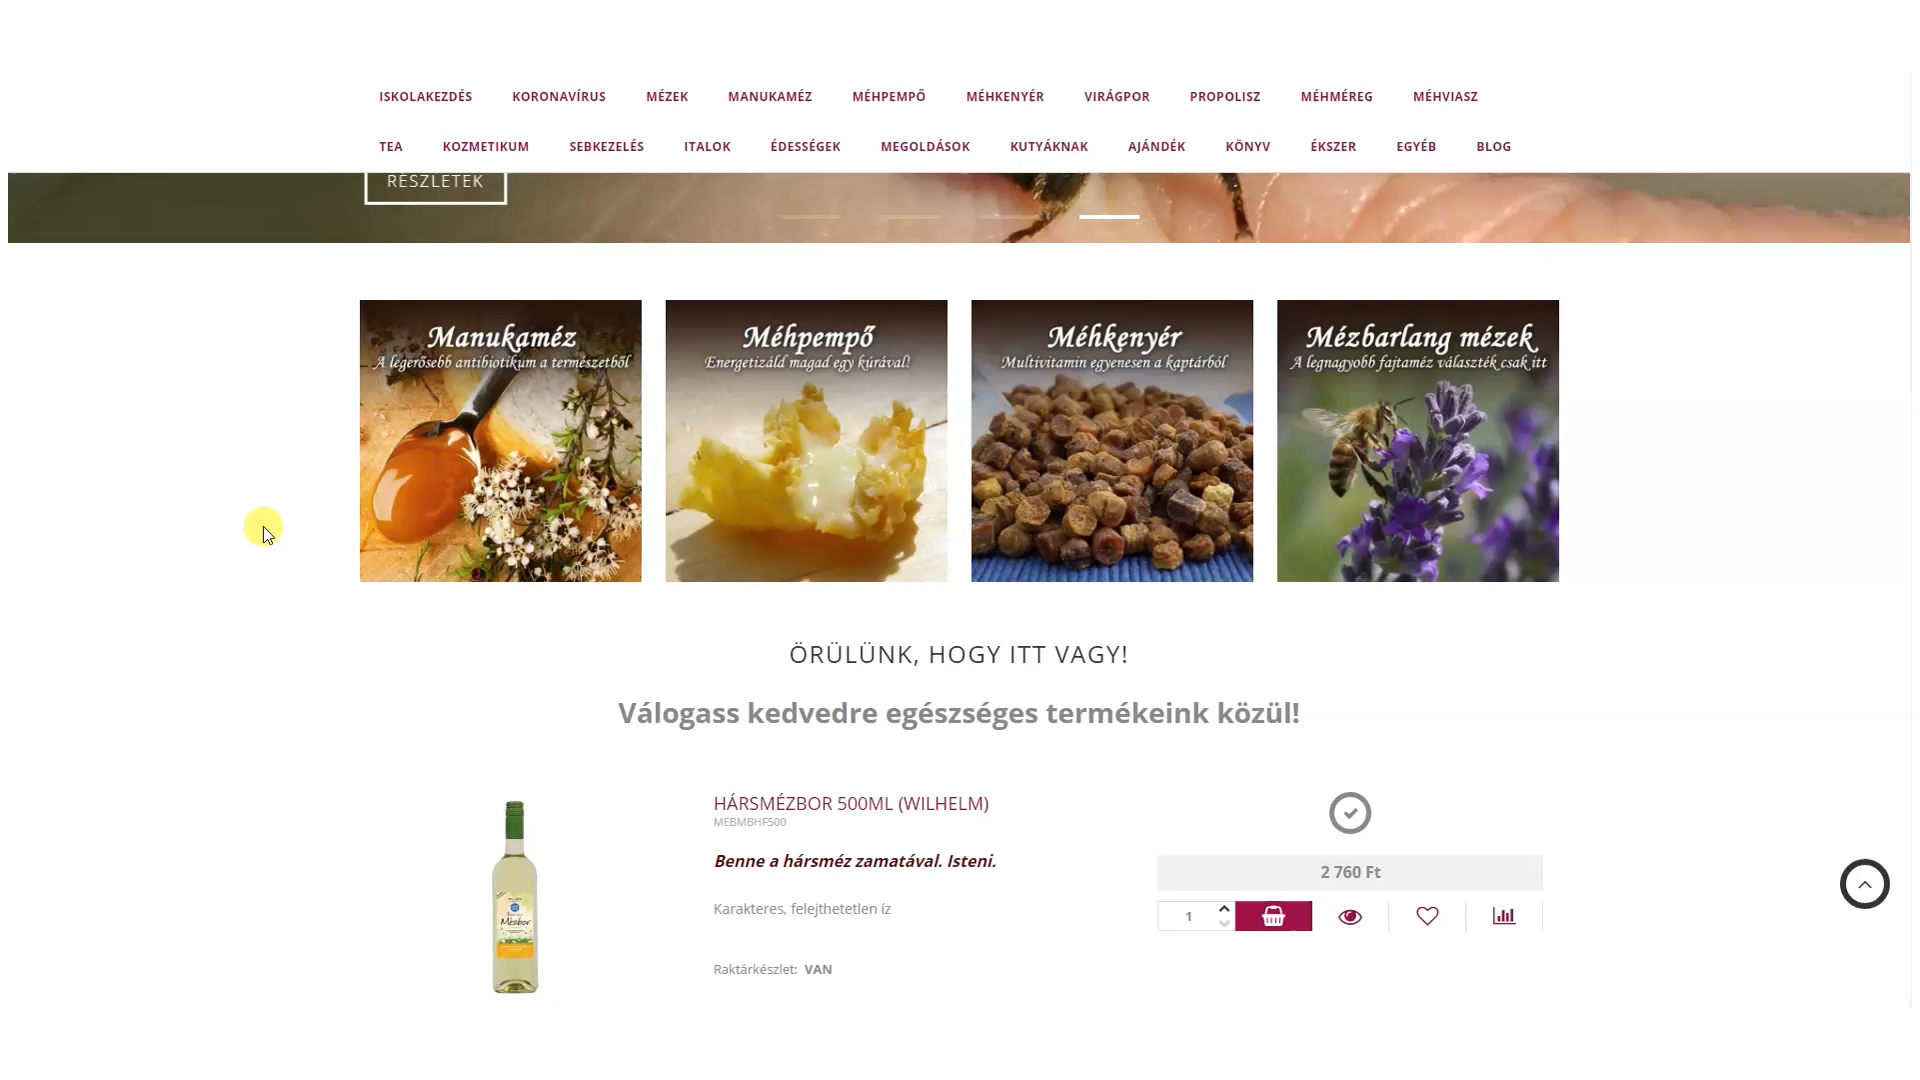 ISKOLAKEZDÉS KORONAVÍRUS MÉZEK MANUKAMÉZ MÉHPEMPŐ MÉHKENYÉR VIRÁGPOR PROPOLISZ MÉHMÉREG MÉHVIASZ
TEA KOZMETIKUM SEBKEZELÉS ITALOK ÉDESSÉGEK MEGOLDÁSOK KUTYÁKNAK AJÁNDÉK KÖNYV ÉKSZER EGYÉB BLOG
RÉSZLETEK
Manukaméz
A legerősebb antibiotikum a természetből
Méhpempő
Energetizáld magad egy kúrával!
Méhkenyér
Multivitamin egyenesen a kaptárból
Mézbarlang mézek
A legnagyobb fajtaméz választék csak itt
ÖRÜLÜNK, HOGY ITT VAGY!
Válogass kedvedre egészséges termékeink közül!
HÁRSMÉZBOR 500ML (WILHELM)
MEBMBHF500
Benne a hársméz zamatával. Isteni.
Karakteres, felejthetetlen íz
Raktárkészlet: VAN
2 760 Ft
1
Mézbor